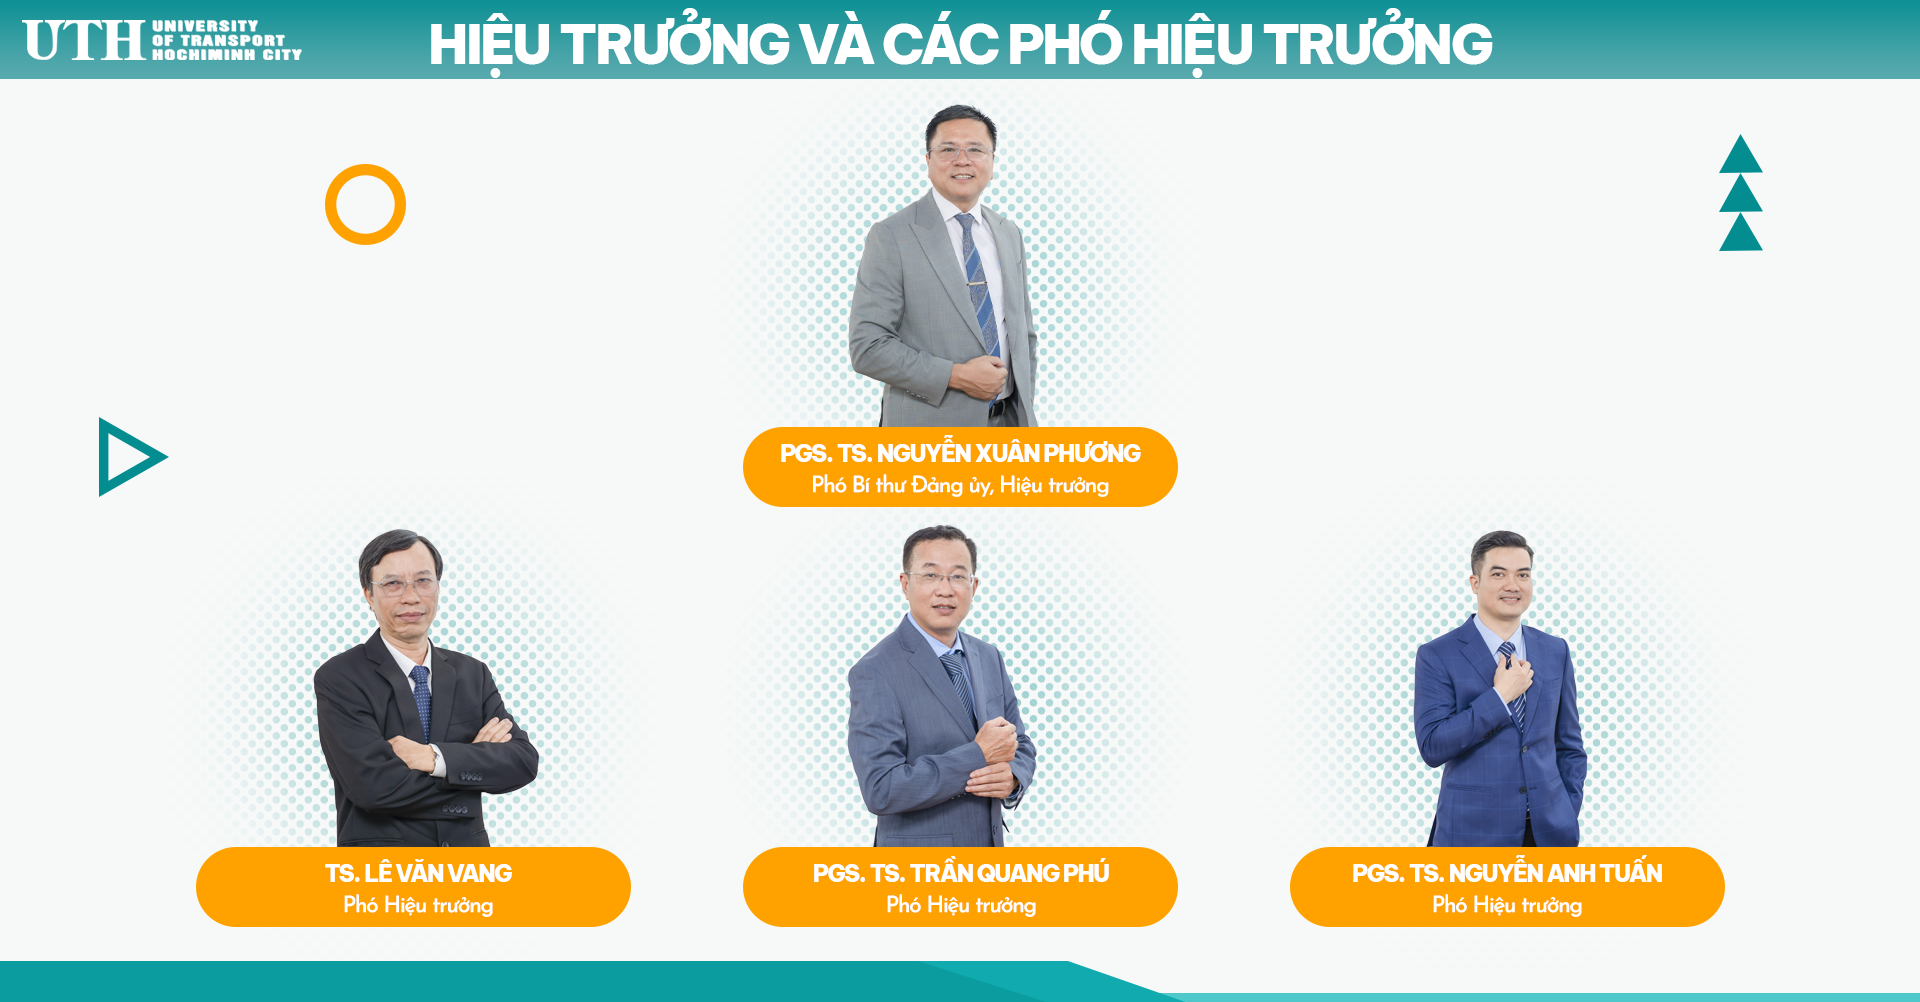 UTH UNIVERSITY
OF TRANSPORT
HOCHIMINH CITY
HIỆU TRƯỞNG VÀ CÁC PHÓ HIỆU TRƯỞNG
PGS. TS. NGUYỄN XUÂN PHƯƠNG
Phó Bí thư Đảng ủy, Hiệu trưởng
TS. LÊ VĂN VANG
Phó Hiệu trưởng
PGS. TS. TRẦN QUANG PHÚ
Phó Hiệu trưởng
PGS. TS. NGUYỄN ANH TUẤN
Phó Hiệu trưởng